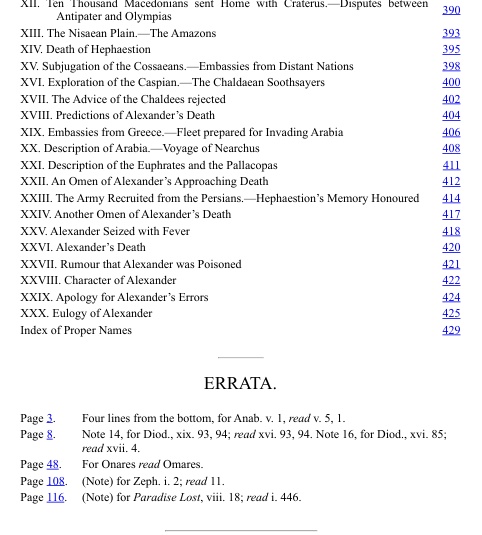 XII. Ten Thousand Macedonians sent Home with Craterus.—Disputes between
Antipater and Olympias 390
XIII. The Nisaean Plain.—The Amazons 393
XIV. Death of Hephaestion 395
XV. Subjugation of the Cossaeans.—Embassies from Distant Nations 398
XVI. Exploration of the Caspian.—The Chaldaean Soothsayers 400
XVII. The Advice of the Chaldees rejected 402
XVIII. Predictions of Alexander’s Death 404
XIX. Embassies from Greece.—Fleet prepared for Invading Arabia 406
XX. Description of Arabia.—Voyage of Nearchus 408
XXI. Description of the Euphrates and the Pallacopas 411
XXII. An Omen of Alexander’s Approaching Death 412
XXIII. The Army Recruited from the Persians.—Hephaestion’s Memory Honoured 414
XXIV. Another Omen of Alexander’s Death 417
XXV. Alexander Seized with Fever 418
XXVI. Alexander’s Death 420
XXVII. Rumour that Alexander was Poisoned 421
XXVIII. Character of Alexander 422
XXIX. Apology for Alexander’s Errors 424
XXX. Eulogy of Alexander 425
Index of Proper Names 429
ERRATA.
Page 3. Four lines from the bottom, for Anab. v. 1, read v. 5, 1.
Page 8. Note 14, for Diod., xix. 93, 94; read xvi. 93, 94. Note 16, for Diod., xvi. 85;
read xvii. 4.
Page 48. For Onares read Omares.
Page 108. (Note) for Zeph. i. 2; read 11.
Page 116. (Note) for Paradise Lost, viii. 18; read i. 446.